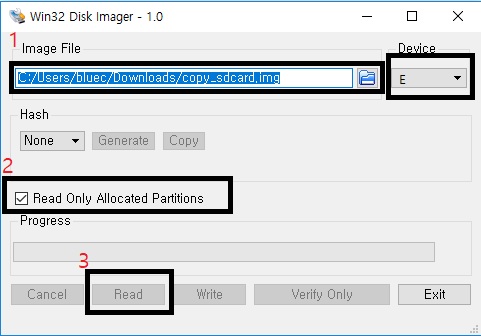 Win32 Disk Imager - 1.0
1
Image File
Device
C:/Users/bluec/Downloads/copy_sdcard.img
E
Hash
None
Generate
Copy
2
Read Only Allocated Partitions
Progress
3
Cancel
Read
Write
Verify Only
Exit